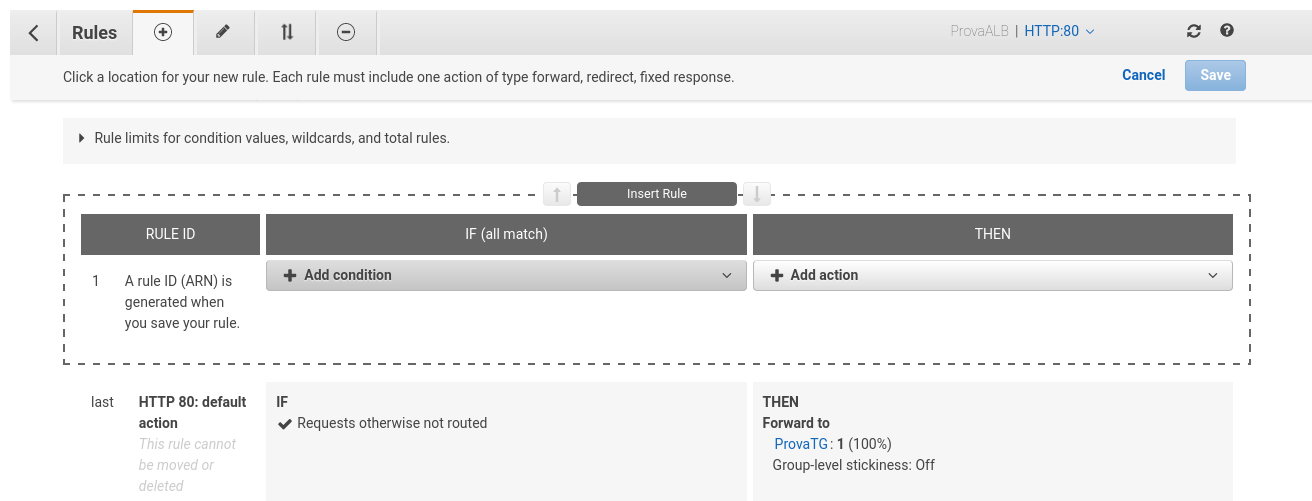 Rules
ProvaALB | HTTP:80
Click a location for your new rule. Each rule must include one action of type forward, redirect, fixed response.
Cancel
Save
Rule limits for condition values, wildcards, and total rules.
Insert Rule
RULE ID
IF (all match)
THEN
1
A rule ID (ARN) is
generated when
you save your rule.
Add condition
Add action
last
HTTP 80: default
action
This rule cannot
be moved or
deleted
IF
Requests otherwise not routed
THEN
Forward to
ProvaTG: 1 (100%)
Group-level stickiness: Off